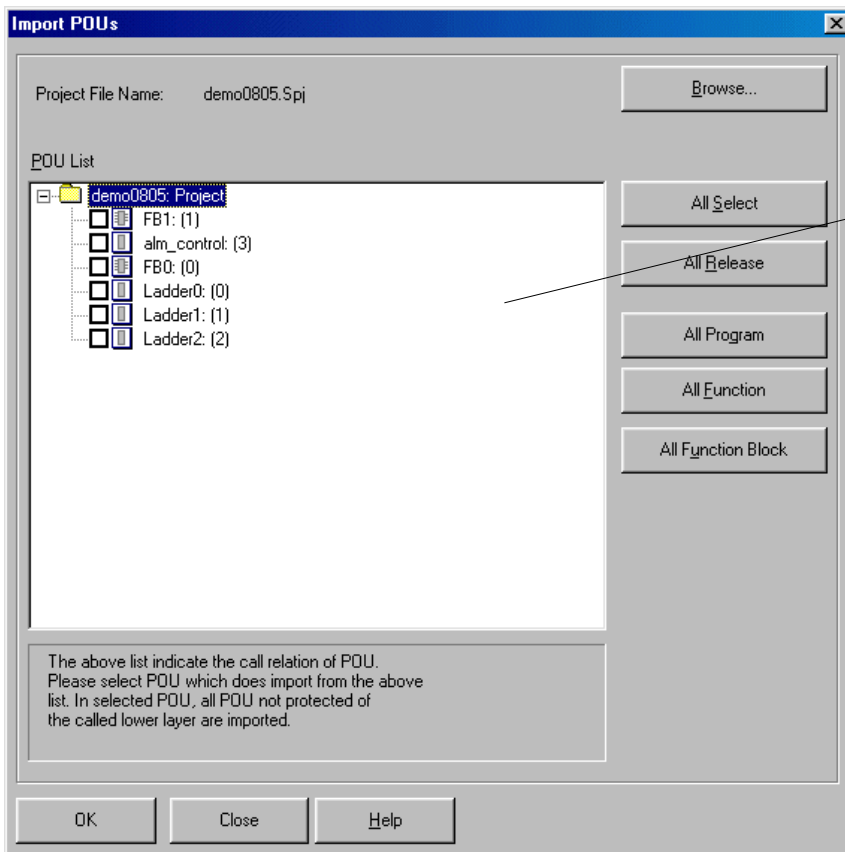 Import POUs
Project File Name: demo0805.Spj
Browse...
POU List
demo0805: Project
FB1: (1)
alm_control: (3)
FB0: (0)
Ladder0: (0)
Ladder1: (1)
Ladder2: (2)
All Select
All Release
All Program
All Function
All Function Block
The above list indicate the call relation of POU.
Please select POU which does import from the above
list. In selected POU, all POU not protected of
the called lower layer are imported.
OK
Close
Help